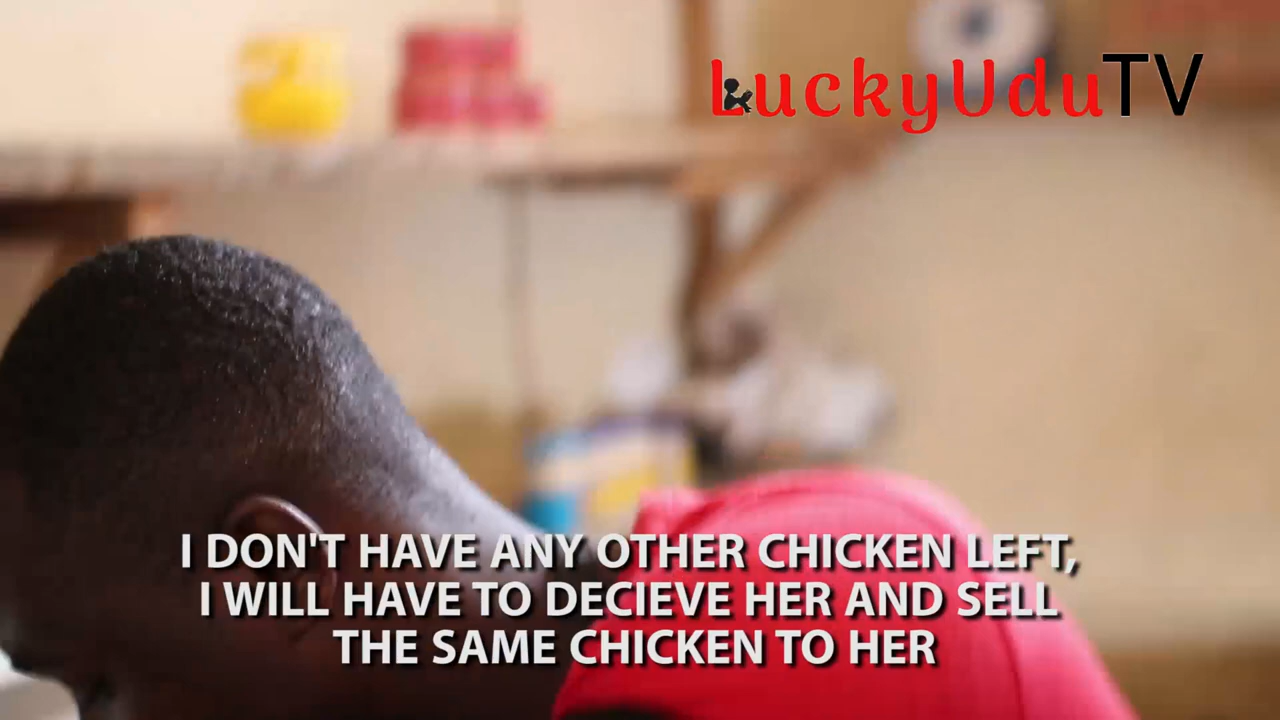 LuckyUduTV
I DON'T HAVE ANY OTHER CHICKEN LEFT,
I WILL HAVE TO DECIEVE HER AND SELL
THE SAME CHICKEN TO HER